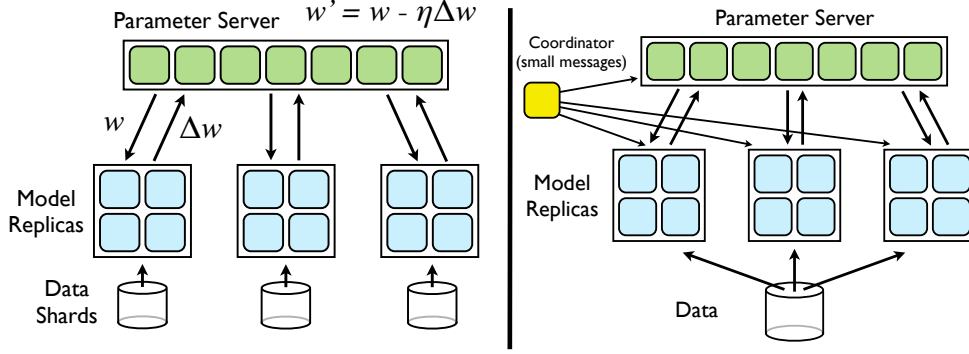 Parameter Server
w' = w - ηΔw
w
Δw
Model
Replicas
Data
Shards
Parameter Server
Coordinator
(small messages)
Model
Replicas
Data